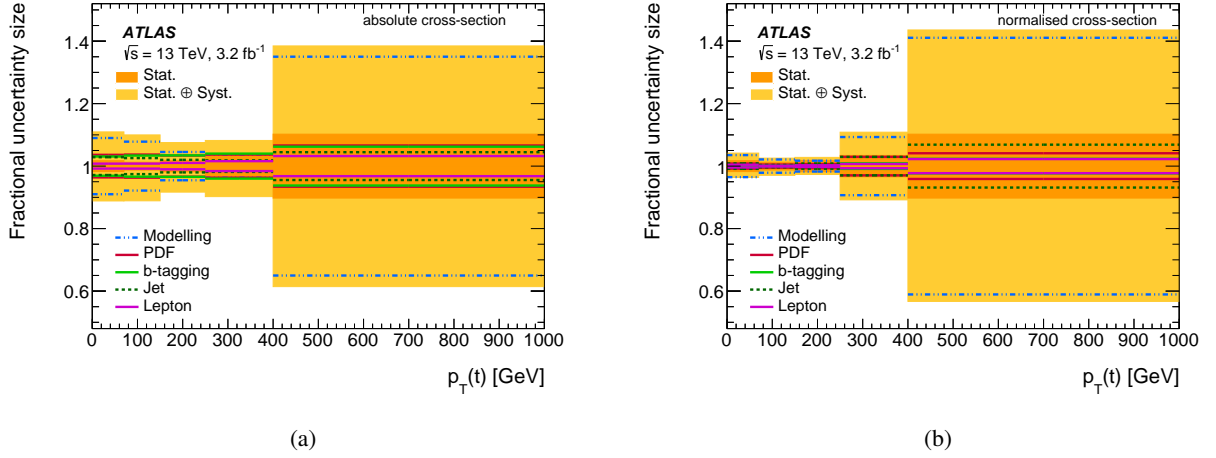 Fractional uncertainty size
1.4
1.2
1
0.8
0.6
absolute cross-section
ATLAS
√s = 13 TeV, 3.2 fb⁻¹
Stat.
Stat. ⊕ Syst.
Modelling
PDF
b-tagging
Jet
Lepton
0 100 200 300 400 500 600 700 800 900 1000
p_T(t) [GeV]
(a)
Fractional uncertainty size
1.4
1.2
1
0.8
0.6
normalised cross-section
ATLAS
√s = 13 TeV, 3.2 fb⁻¹
Stat.
Stat. ⊕ Syst.
Modelling
PDF
b-tagging
Jet
Lepton
0 100 200 300 400 500 600 700 800 900 1000
p_T(t) [GeV]
(b)